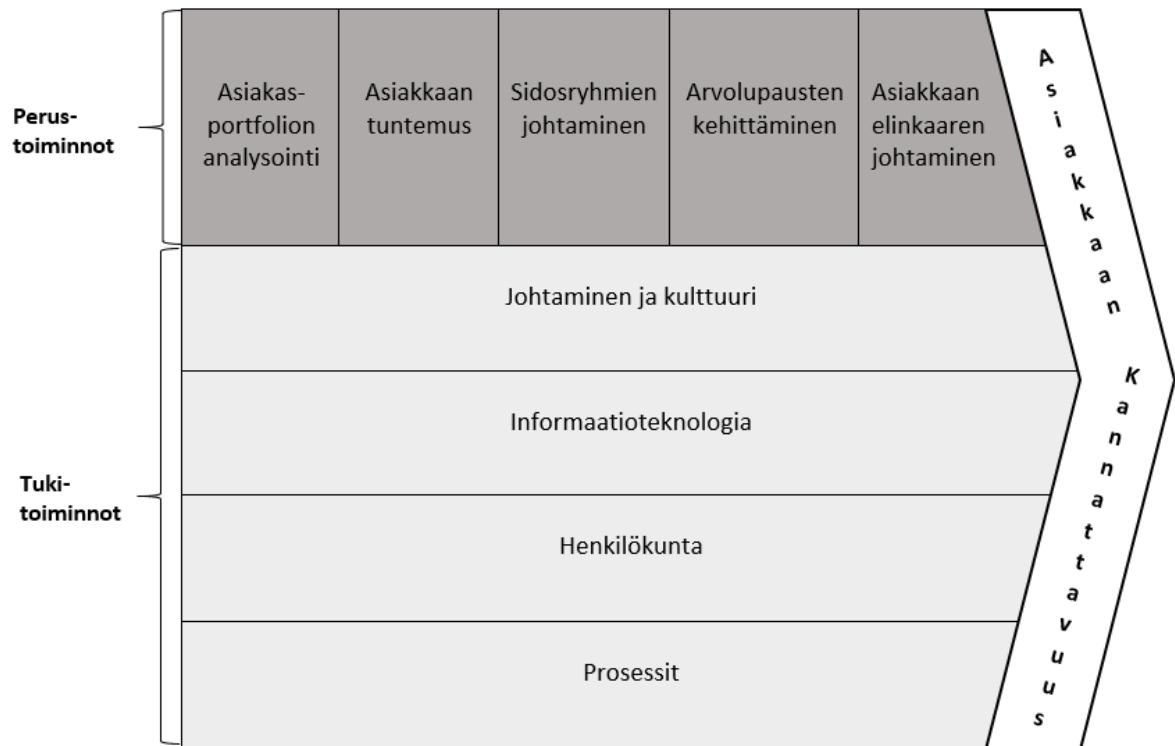 Perus-
toiminnot
Asiakas-
portfolion
analysointi
Asiakkaan
tuntemus
Sidosryhmien
johtaminen
Arvolupausten
kehittäminen
Asiakkaan
elinkaaren
johtaminen
Asiakkaan Kannattavuus
Tuki-
toiminnot
Johtaminen ja kulttuuri
Informaatioteknologia
Henkilökunta
Prosessit